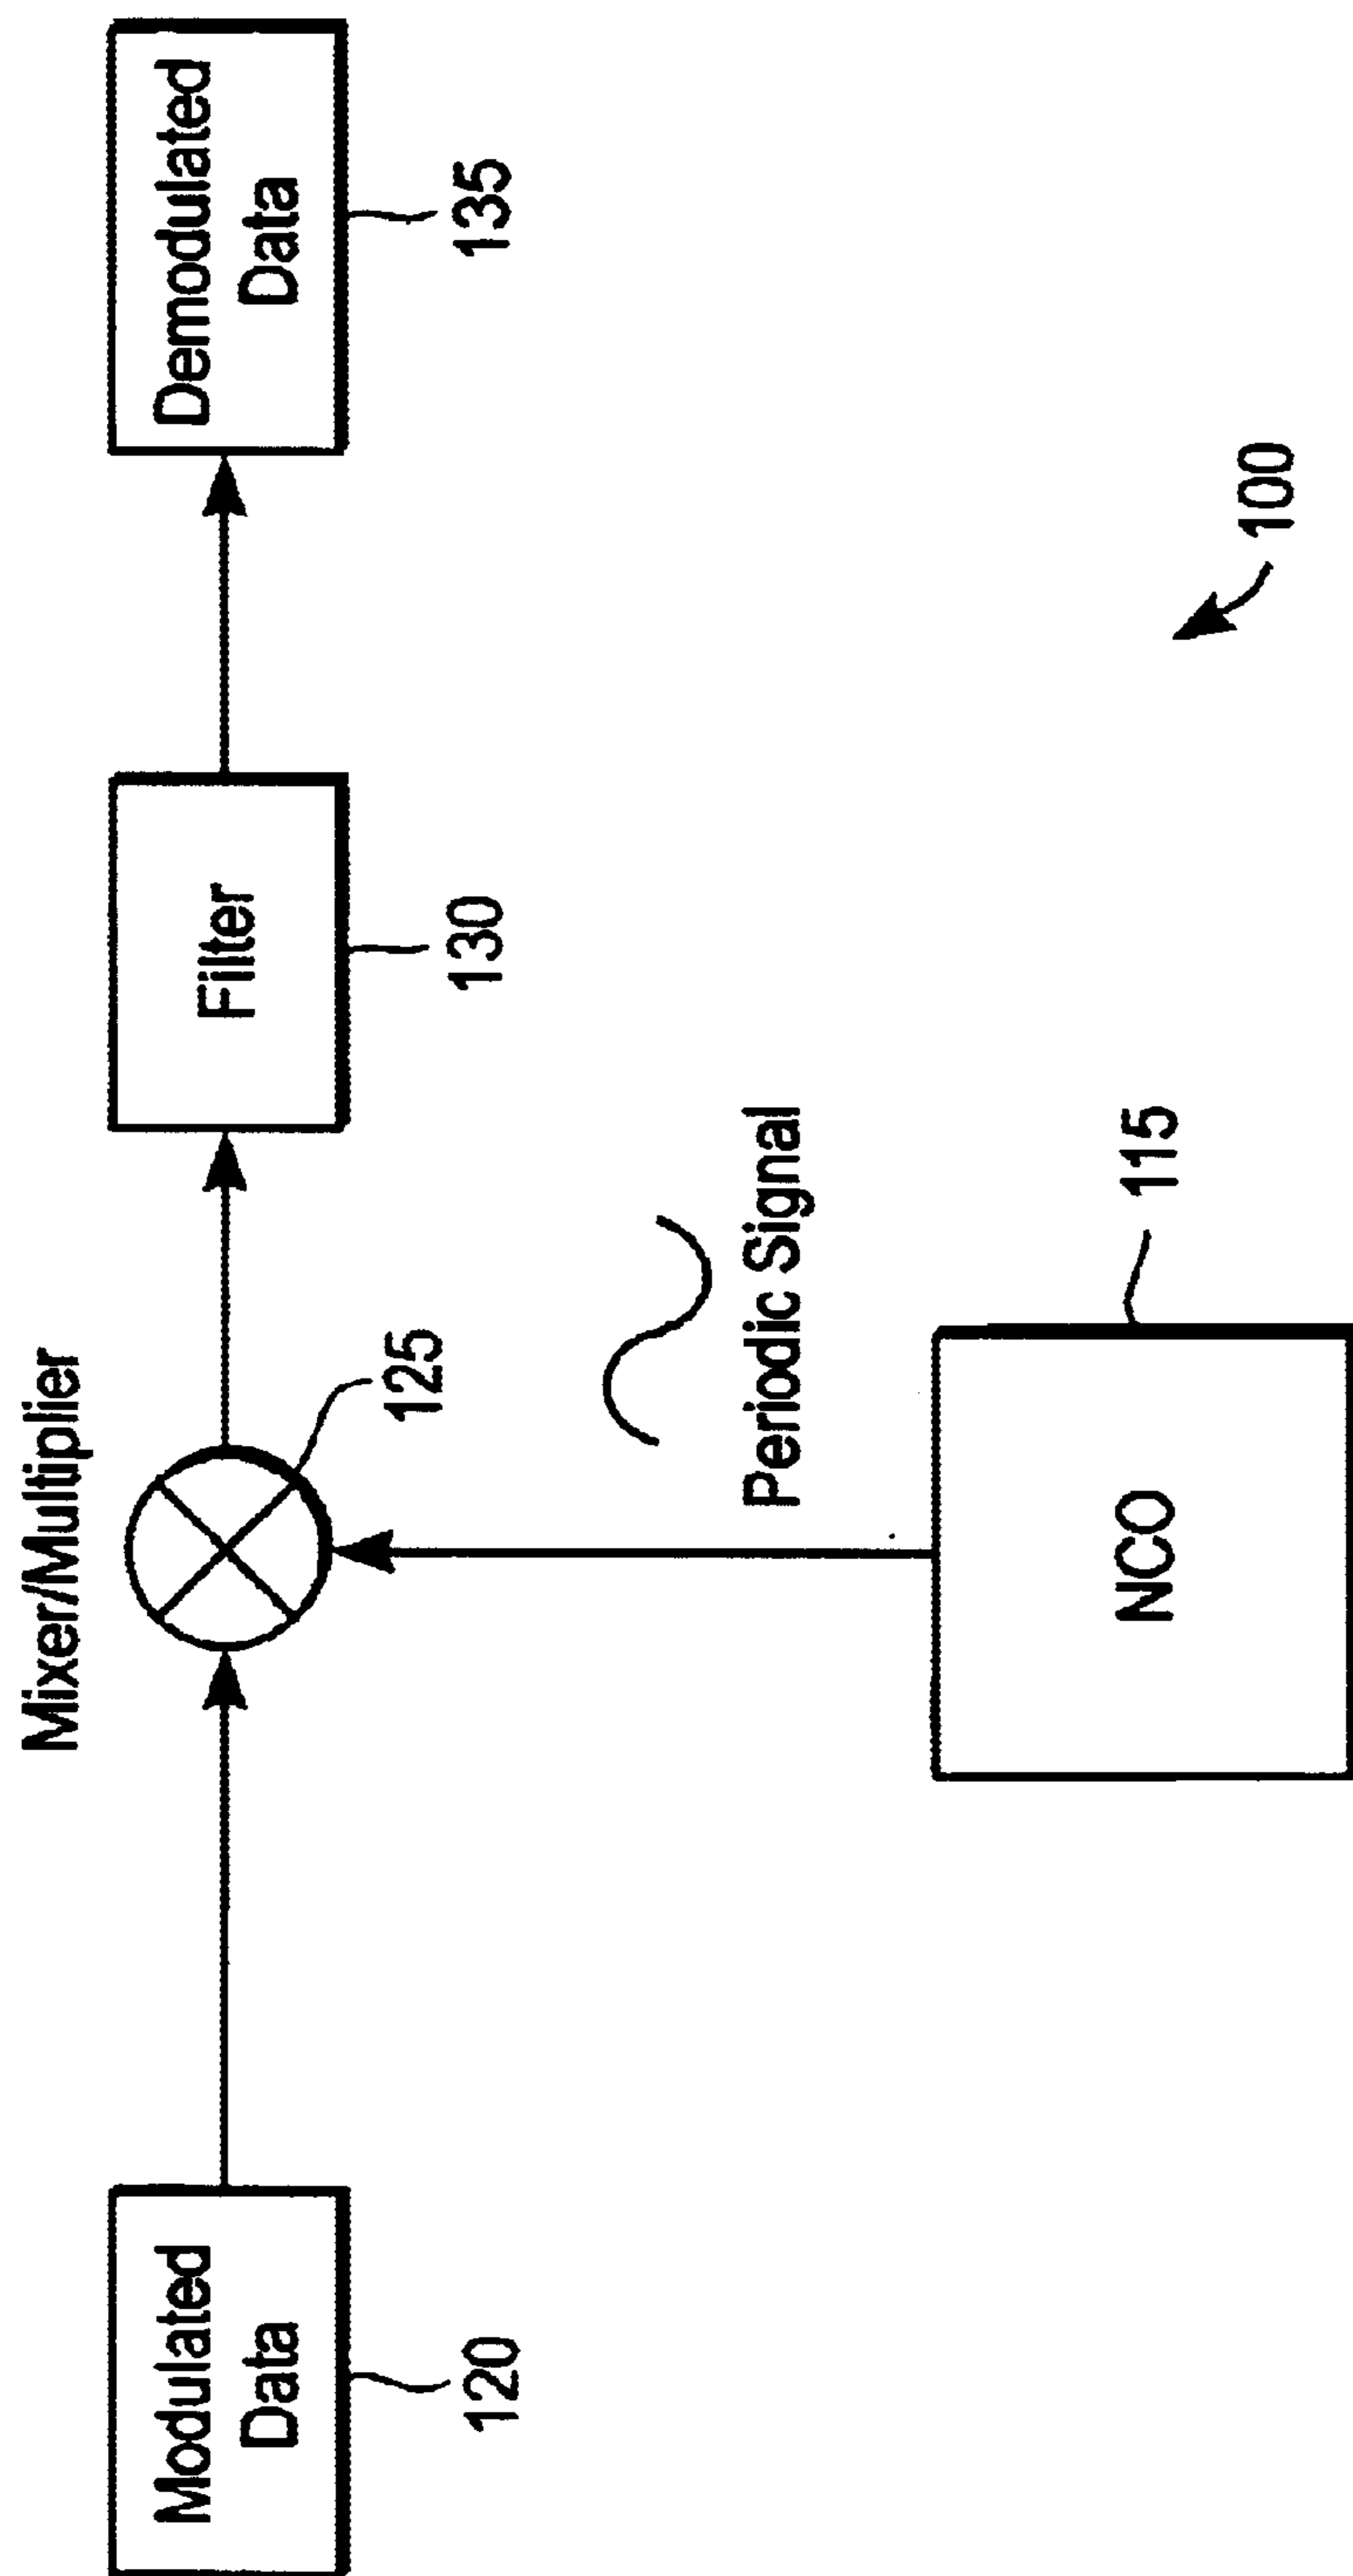 Mixer/Multiplier
Modulated
Data
120
125
Filter
130
Demodulated
Data
135
Periodic Signal
NCO
115
100